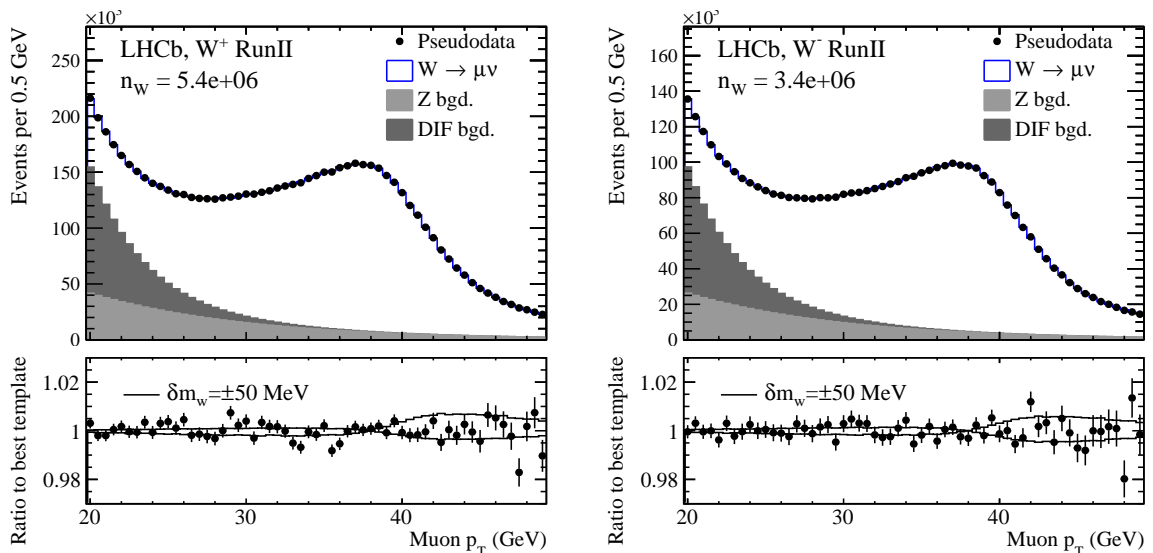 ×10³
LHCb, W⁺ RunII
n_W = 5.4e+06
Pseudodata
W → μν
Z bgd.
DIF bgd.
Events per 0.5 GeV
250
200
150
100
50
0
Ratio to best template
1.02
1
0.98
δm_w=±50 MeV
20
30
40
Muon p_T (GeV)
×10³
LHCb, W⁻ RunII
n_W = 3.4e+06
Pseudodata
W → μν
Z bgd.
DIF bgd.
Events per 0.5 GeV
160
140
120
100
80
60
40
20
0
Ratio to best template
1.02
1
0.98
δm_w=±50 MeV
20
30
40
Muon p_T (GeV)